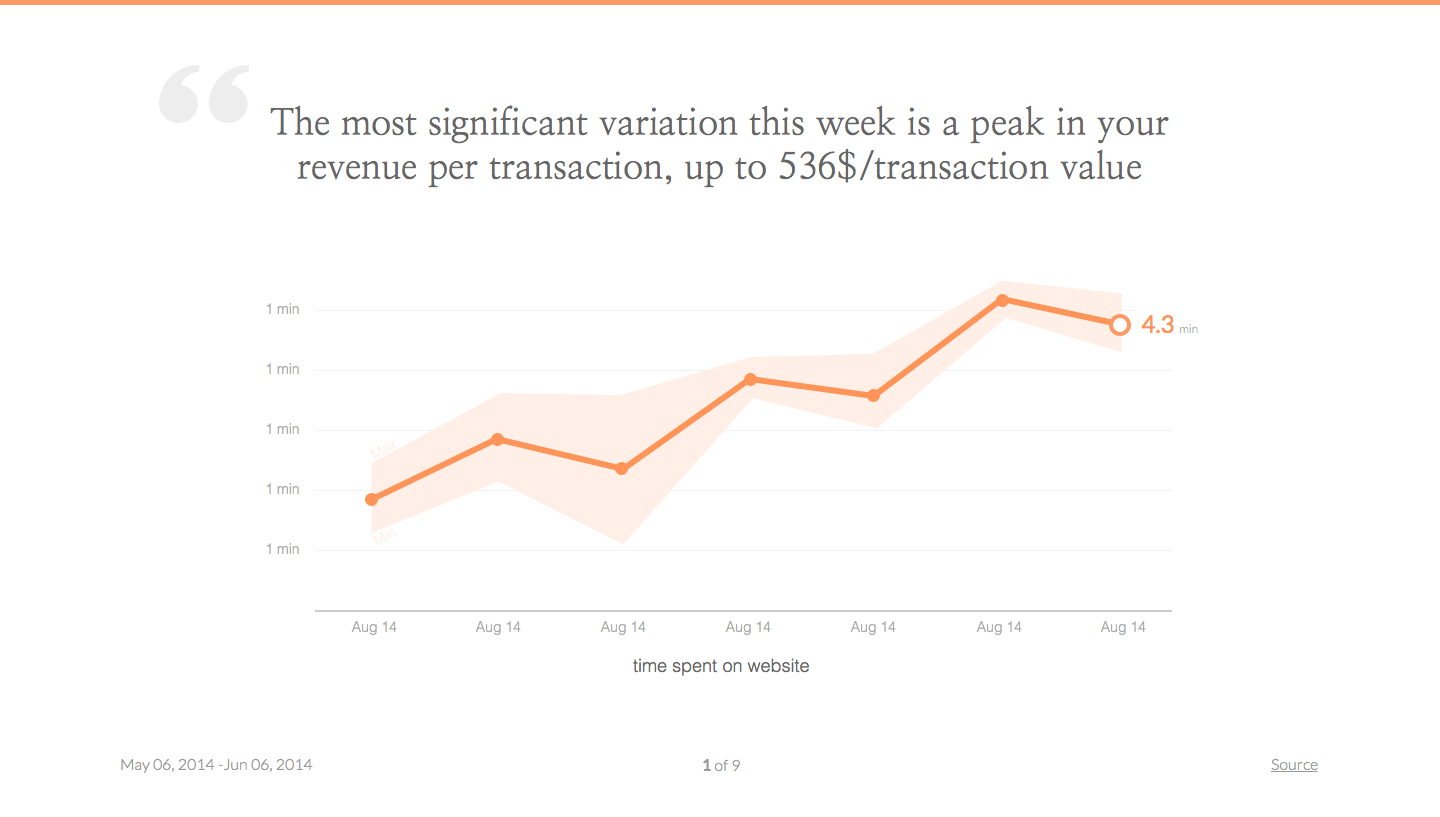 “
The most significant variation this week is a peak in your
revenue per transaction, up to 536$/transaction value
1 min
1 min
1 min
1 min
1 min
Max
Min
4.3 min
Aug 14 Aug 14 Aug 14 Aug 14 Aug 14 Aug 14 Aug 14
time spent on website
May 06, 2014 -Jun 06, 2014 1 of 9 Source